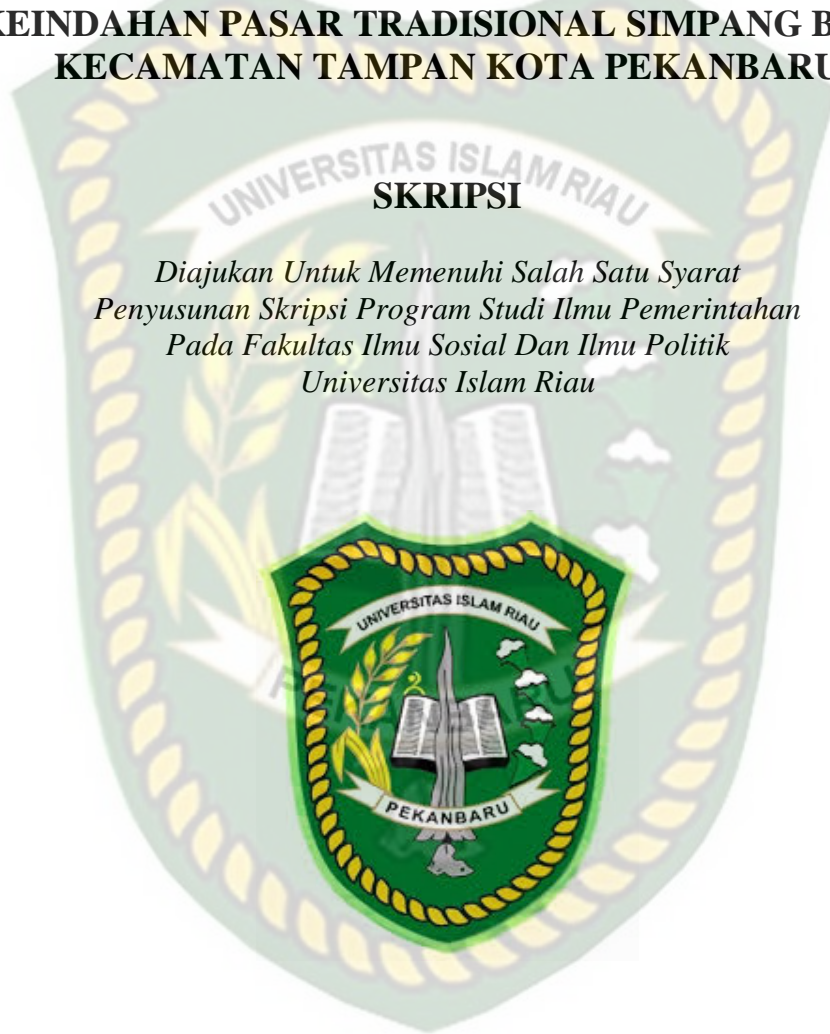 KEINDAHAN PASAR TRADISIONAL SIMPANG B
KECAMATAN TAMPAN KOTA PEKANBARU
UNIVERSITAS ISLAM RIAU
SKRIPSI
Diajukan Untuk Memenuhi Salah Satu Syarat
Penyusunan Skripsi Program Studi Ilmu Pemerintahan
Pada Fakultas Ilmu Sosial Dan Ilmu Politik
Universitas Islam Riau
UNIVERSITAS ISLAM RIAU
PEKANBARU
PEKANBARU